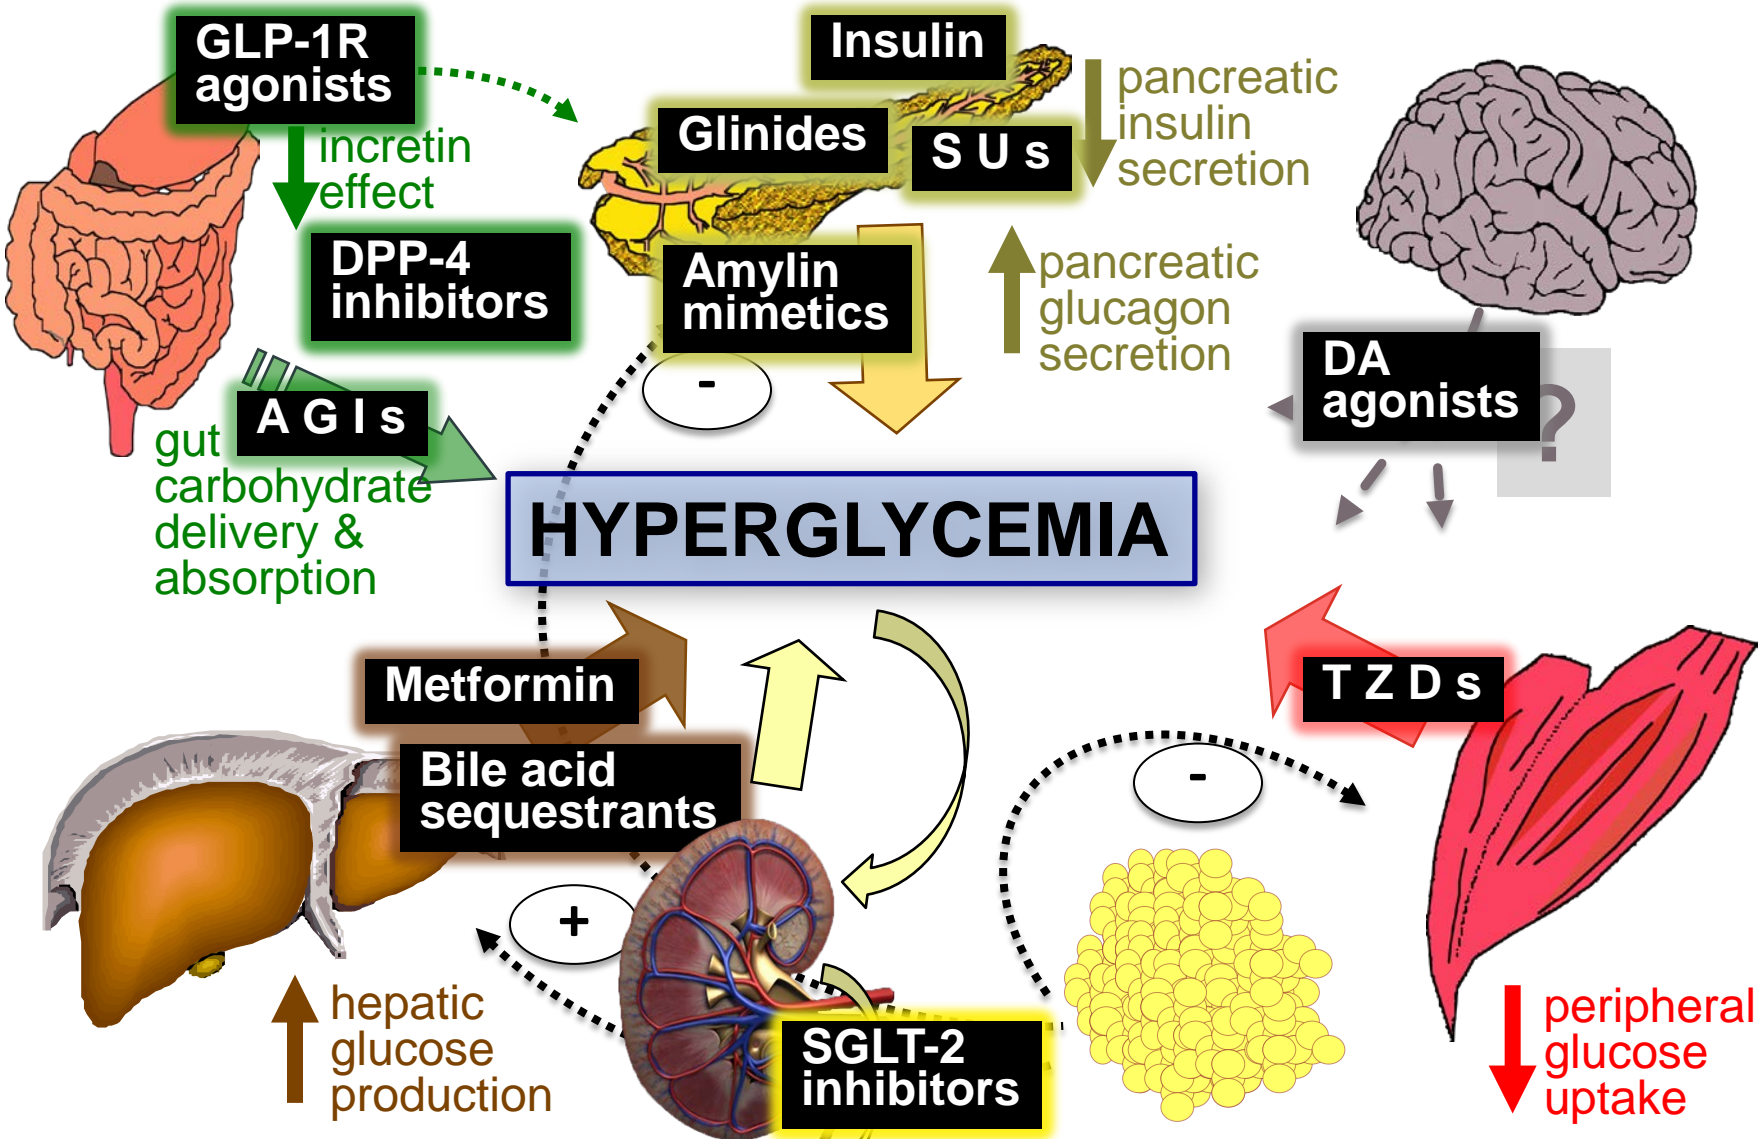 GLP-1R
agonists
incretin
effect
DPP-4
inhibitors
A G I s
gut
carbohydrate
delivery &
absorption
Insulin
Glinides
S U s
Amylin
mimetics
pancreatic
insulin
secretion
pancreatic
glucagon
secretion
-
DA
agonists
?
HYPERGLYCEMIA
Metformin
Bile acid
sequestrants
+
hepatic
glucose
production
SGLT-2
inhibitors
-
T Z D s
peripheral
glucose
uptake